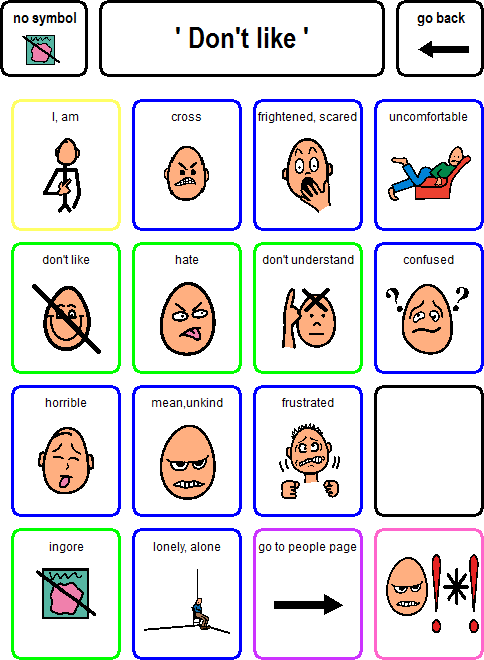 no symbol
' Don't like '
go back
I, am
cross
frightened, scared
uncomfortable
don't like
hate
don't understand
confused
? ?
horrible
mean,unkind
frustrated
ingore
lonely, alone
go to people page
! * !